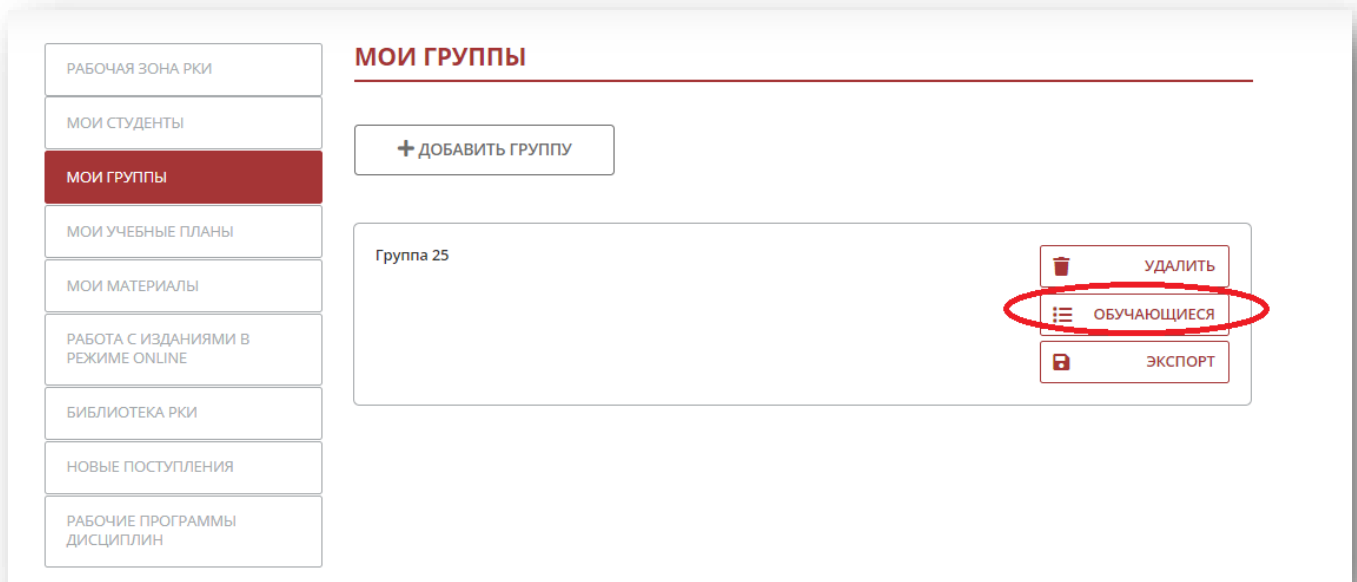 РАБОЧАЯ ЗОНА РКИ
МОИ СТУДЕНТЫ
МОИ ГРУППЫ
МОИ УЧЕБНЫЕ ПЛАНЫ
МОИ МАТЕРИАЛЫ
РАБОТА С ИЗДАНИЯМИ В
РЕЖИМЕ ONLINE
БИБЛИОТЕКА РКИ
НОВЫЕ ПОСТУПЛЕНИЯ
РАБОЧИЕ ПРОГРАММЫ
ДИСЦИПЛИН
МОИ ГРУППЫ
ДОБАВИТЬ ГРУППУ
Группа 25
УДАЛИТЬ
ОБУЧАЮЩИЕСЯ
ЭКСПОРТ